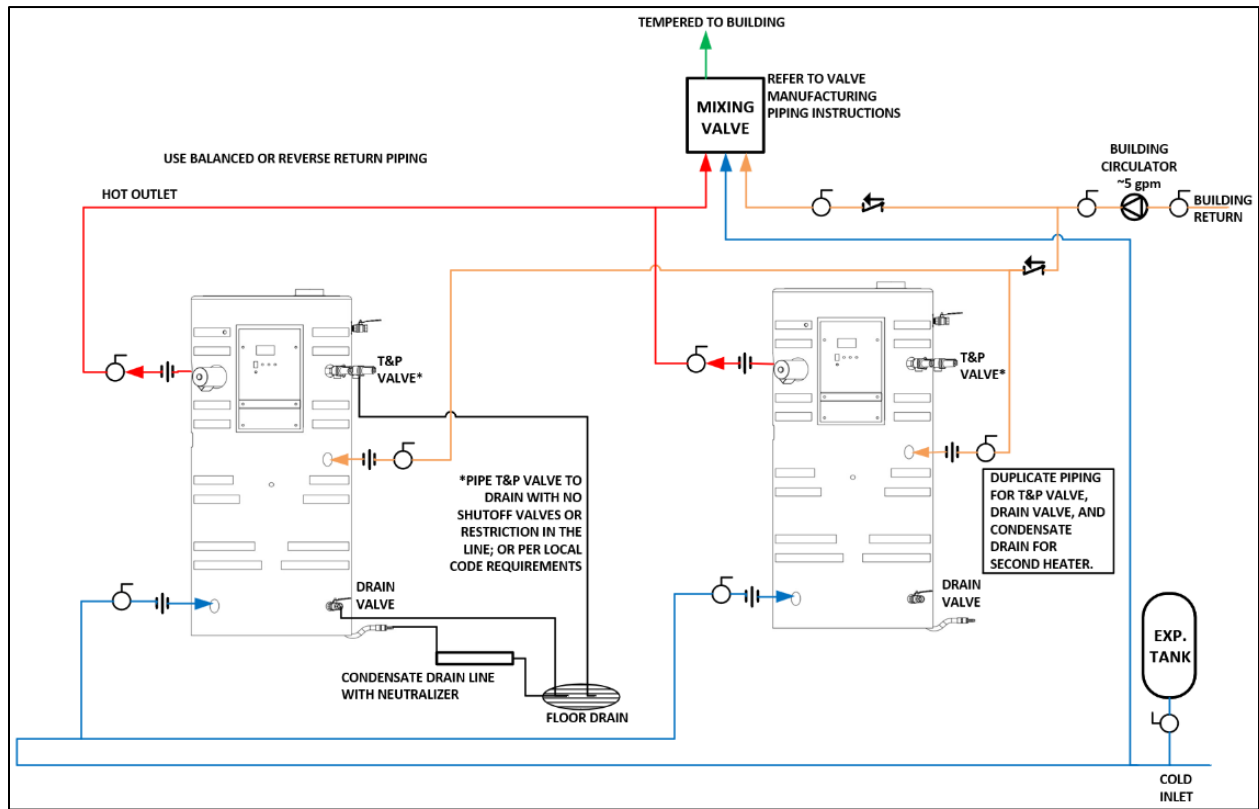 TEMPERED TO BUILDING
MIXING
VALVE
REFER TO VALVE
MANUFACTURING
PIPING INSTRUCTIONS
USE BALANCED OR REVERSE RETURN PIPING
HOT OUTLET
BUILDING
CIRCULATOR
~5 gpm
BUILDING
RETURN
T&P
VALVE*
T&P
VALVE*
*PIPE T&P VALVE TO
DRAIN WITH NO
SHUTOFF VALVES OR
RESTRICTION IN THE
LINE; OR PER LOCAL
CODE REQUIREMENTS
DUPLICATE PIPING
FOR T&P VALVE,
DRAIN VALVE, AND
CONDENSATE
DRAIN FOR
SECOND HEATER.
DRAIN
VALVE
DRAIN
VALVE
EXP.
TANK
CONDENSATE DRAIN LINE
WITH NEUTRALIZER
FLOOR DRAIN
COLD
INLET